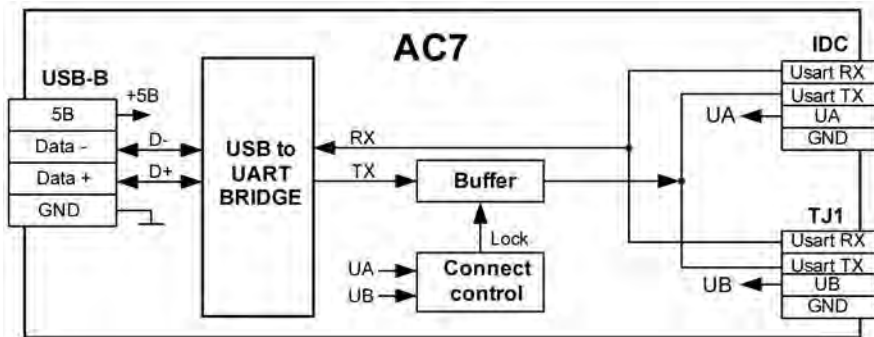 AC7
USB-B
+5B
5B
Data -
Data +
GND
D-
D+
USB to
UART
BRIDGE
RX
TX
Buffer
Lock
UA
UB
Connect
control
IDC
Usart RX
Usart TX
UA
UA
GND
TJ1
Usart RX
Usart TX
UB
UB
GND